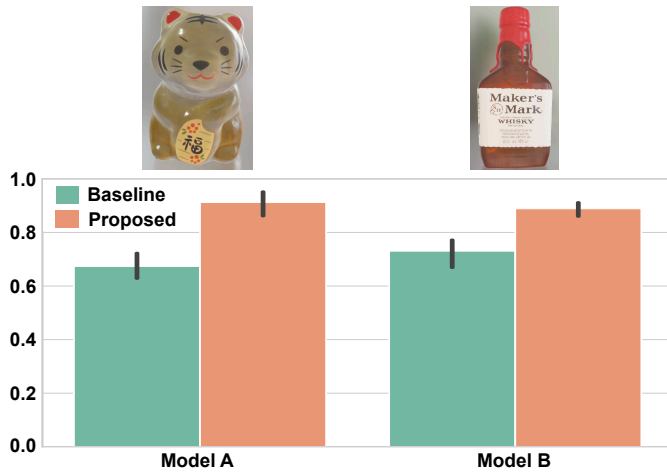 福
Maker's
Mark
WHISKY
1.0
0.8
0.6
0.4
0.2
0.0
Baseline
Proposed
Model A
Model B